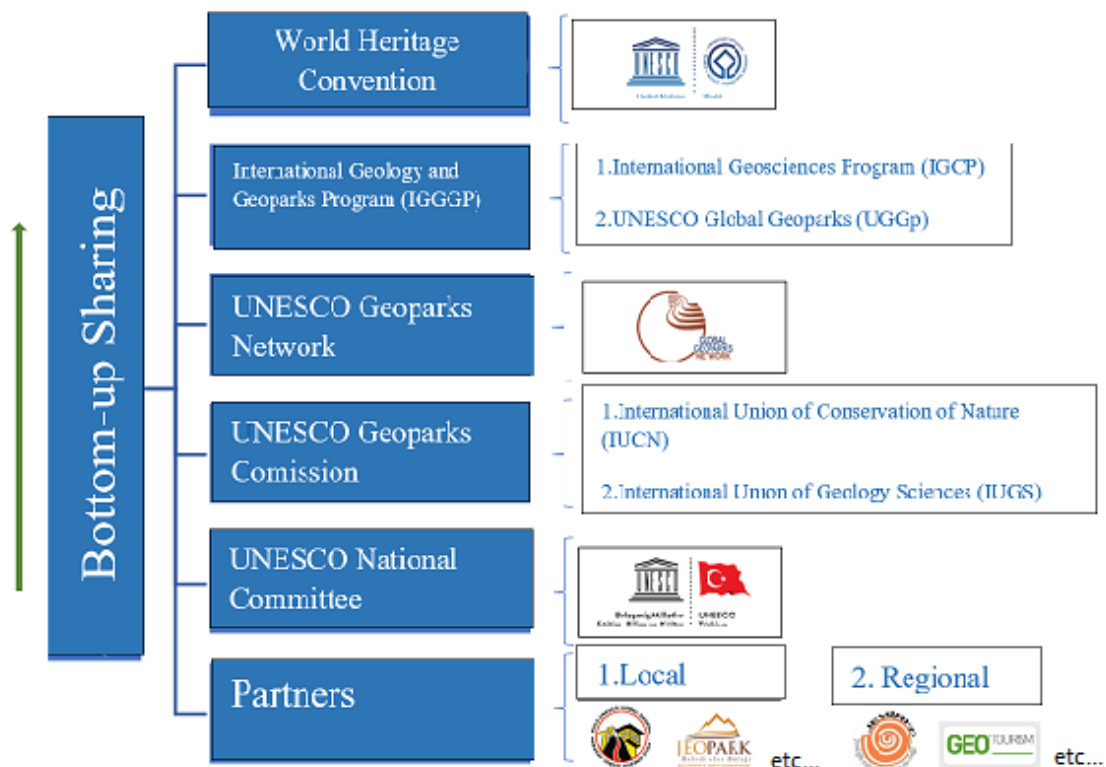 World Heritage
Convention
UNESCO
Bottom-up Sharing
International Geology and
Geoparks Program (IGGGP)
1.International Geosciences Program (IGCP)
2.UNESCO Global Geoparks (UGGp)
UNESCO Geoparks
Network
GLOBAL
GEOPARKS
NETWORK
UNESCO Geoparks
Comission
1.International Union of Conservation of Nature
(IUCN)
2.International Union of Geology Sciences (IUGS)
UNESCO National
Committee
UNESCO
UNESCO
Partners
1.Local
2. Regional
JEOPARK
etc...
GEOTOURISM
etc...